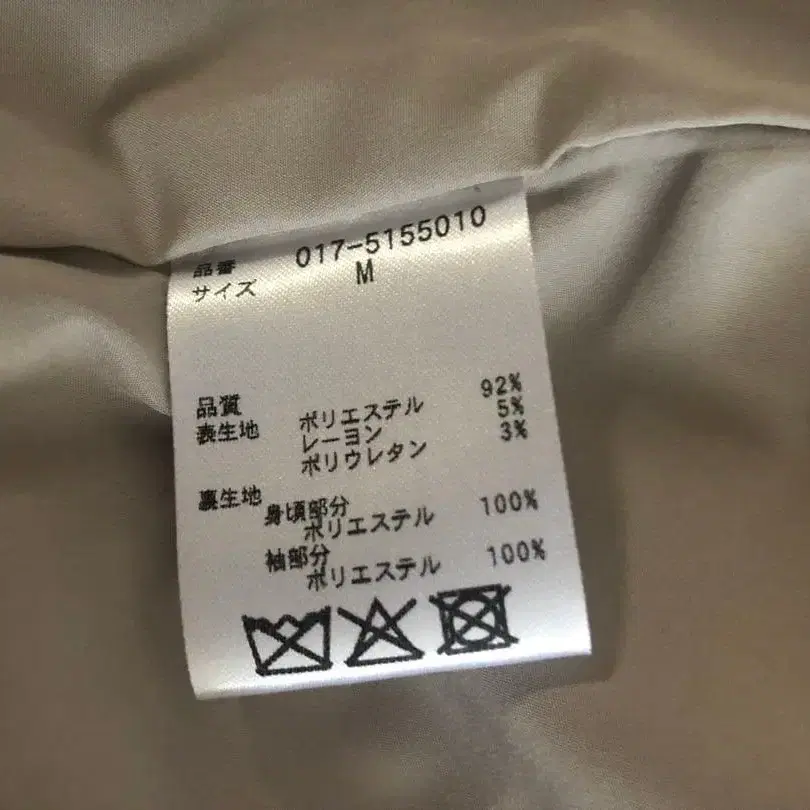 品番 017-5155010
サイズ M
品質
表生地 ポリエステル 92%
レーヨン 5%
ポリウレタン 3%
裏生地
身頃部分
ポリエステル 100%
袖部分
ポリエステル 100%